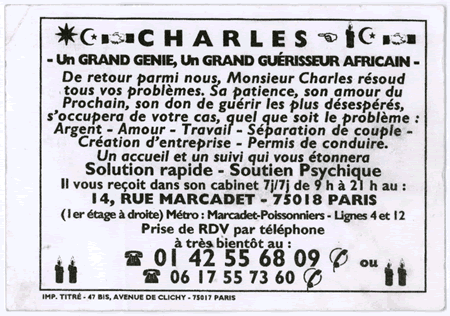 CHARLES
- Un GRAND GENIE, Un GRAND GUÉRISSEUR AFRICAIN -
De retour parmi nous, Monsieur Charles résoud
tous vos problèmes. Sa patience, son amour du
Prochain, son don de guérir les plus désespérés,
s'occupera de votre cas, quel que soit le problème :
Argent - Amour - Travail - Séparation de couple -
Création d'entreprise - Permis de conduire.
Un accueil et un suivi qui vous étonnera
Solution rapide - Soutien Psychique
Il vous reçoit dans son cabinet 7j/7j de 9 h à 21 h au :
14, RUE MARCADET - 75018 PARIS
(1er étage à droite) Métro : Marcadet-Poissonniers - Lignes 4 et 12
Prise de RDV par téléphone
à très bientôt au :
01 42 55 68 09 ou
06 17 55 73 60
IMP. TITRÉ - 47 BIS, AVENUE DE CLICHY - 75017 PARIS